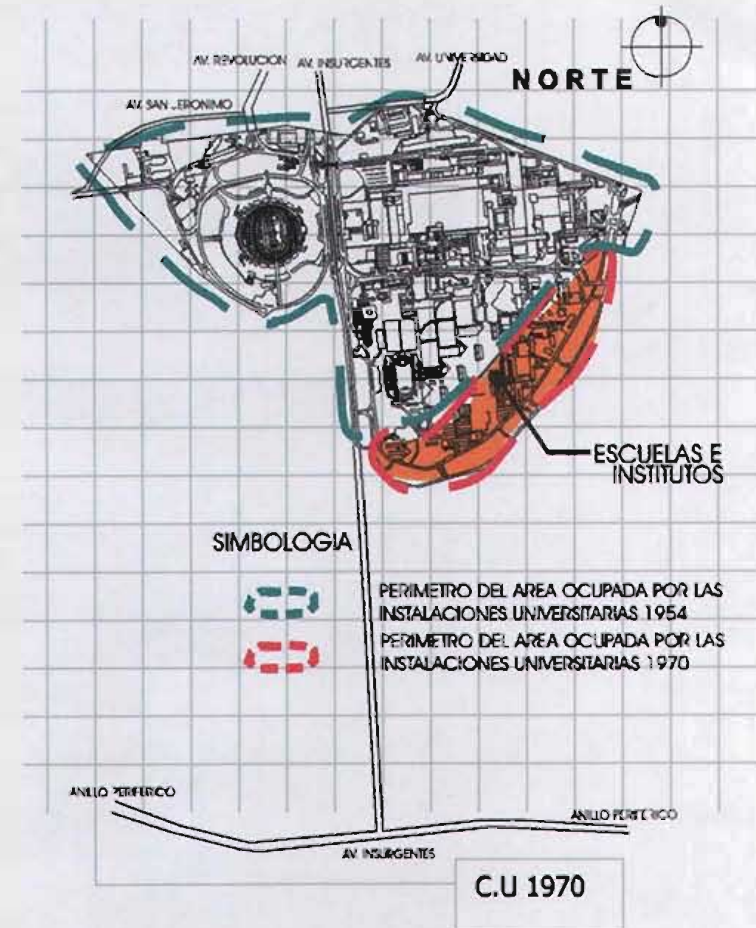 AV. REVOLUCION
AV. INSURGENTES
AV. UNIVERSIDAD
NORTE
AV. SAN JERONIMO
ESCUELAS E
INSTITUTOS
SIMBOLOGIA
PERIMETRO DEL AREA OCUPADA POR LAS
INSTALACIONES UNIVERSITARIAS 1954
PERIMETRO DEL AREA OCUPADA POR LAS
INSTALACIONES UNIVERSITARIAS 1970
ANILLO PERIFERICO
ANILLO PERIFERICO
AV. INSURGENTES
C.U 1970